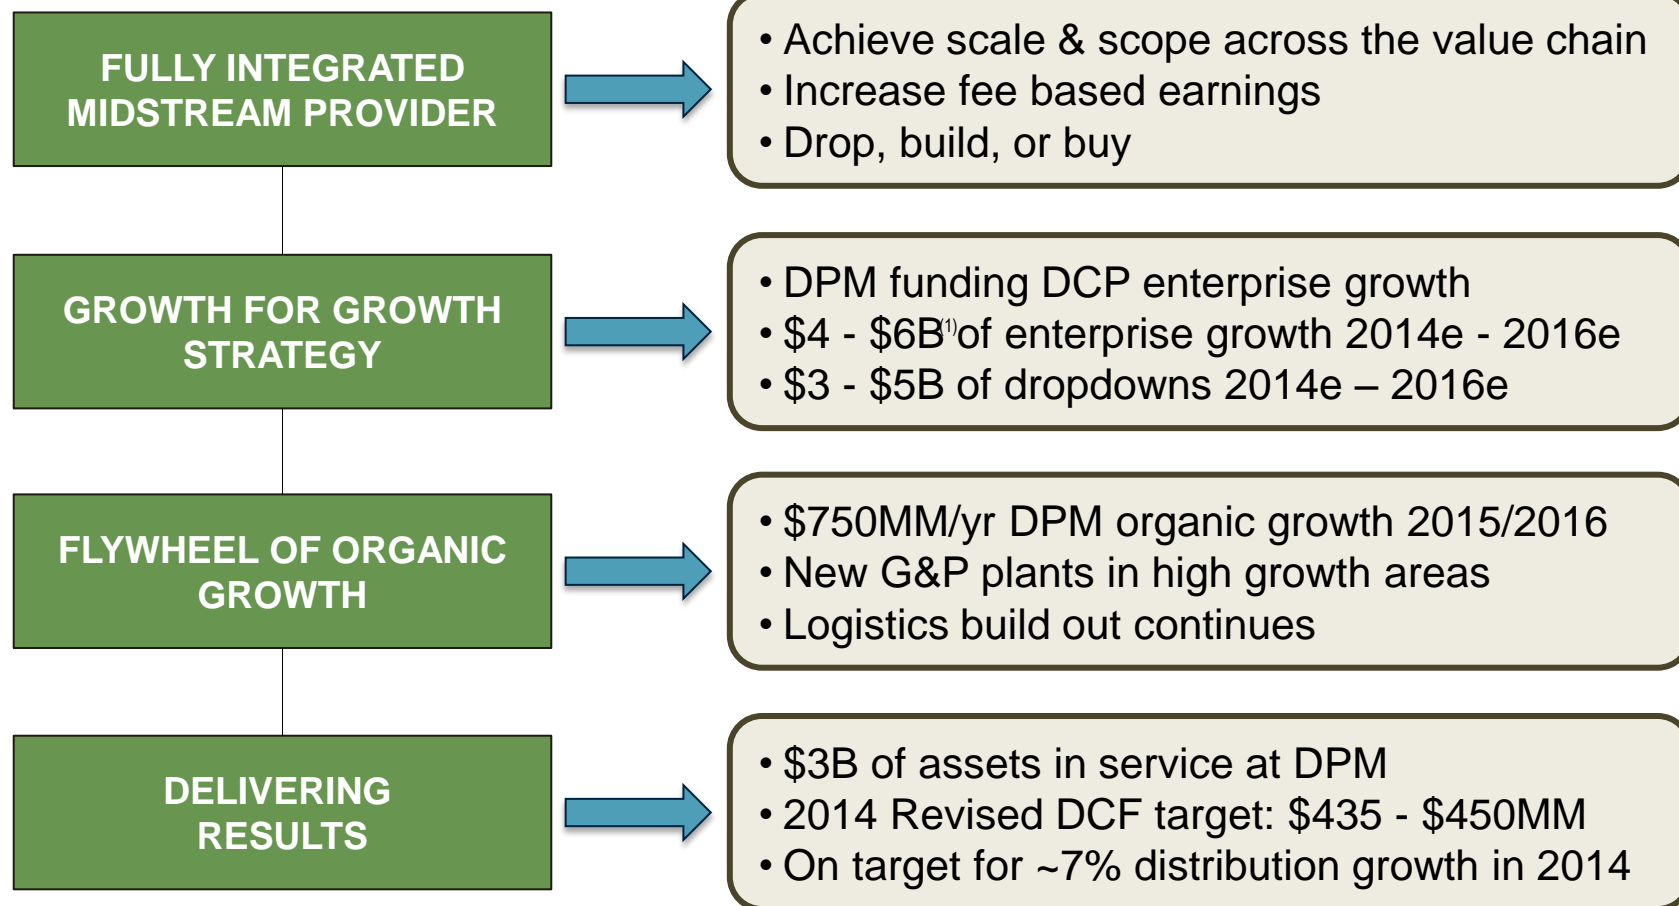 FULLY INTEGRATED
MIDSTREAM PROVIDER
• Achieve scale & scope across the value chain
• Increase fee based earnings
• Drop, build, or buy
GROWTH FOR GROWTH
STRATEGY
• DPM funding DCP enterprise growth
• $4 - $6B(1) of enterprise growth 2014e - 2016e
• $3 - $5B of dropdowns 2014e – 2016e
FLYWHEEL OF ORGANIC
GROWTH
• $750MM/yr DPM organic growth 2015/2016
• New G&P plants in high growth areas
• Logistics build out continues
DELIVERING
RESULTS
• $3B of assets in service at DPM
• 2014 Revised DCF target: $435 - $450MM
• On target for ~7% distribution growth in 2014